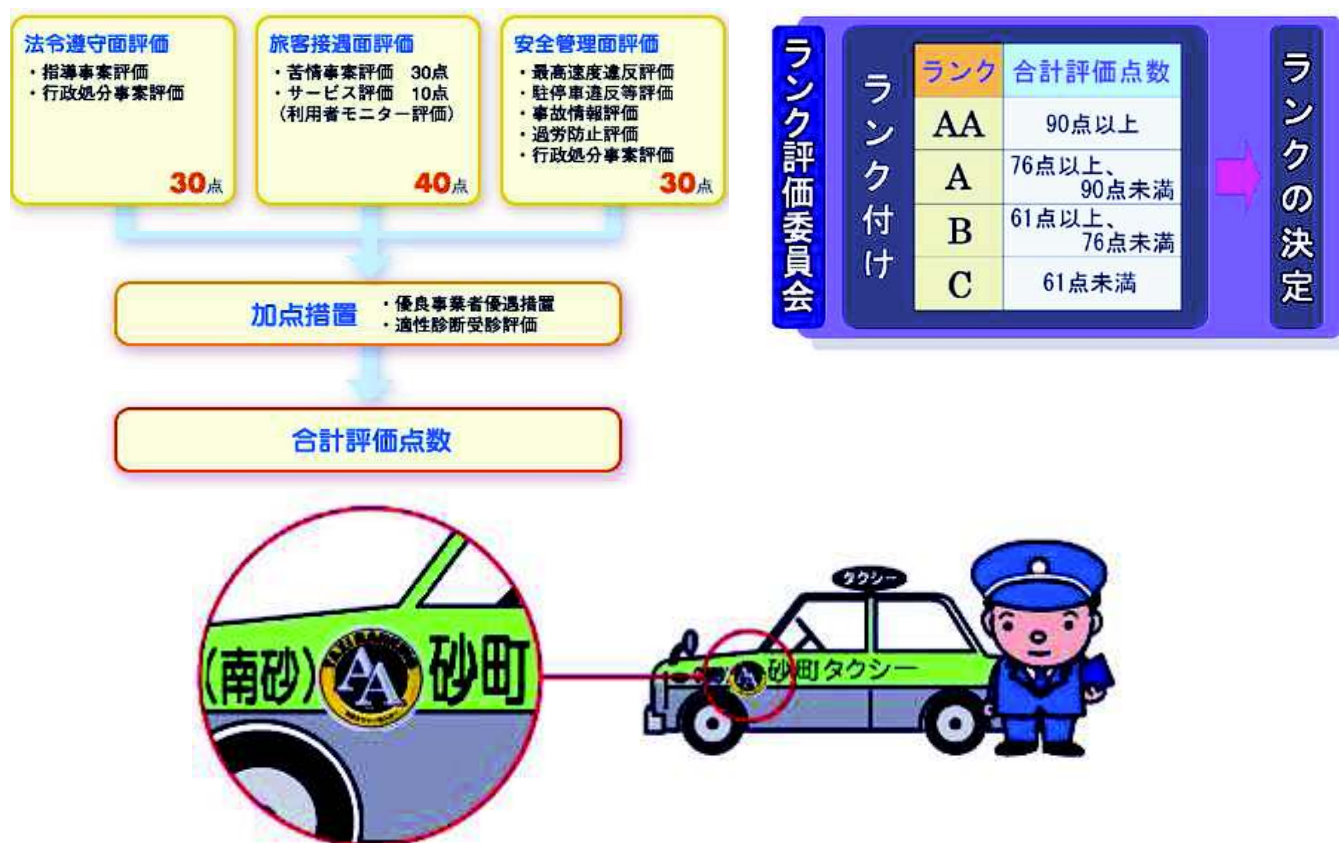 法令遵守面評価
・指導事案評価
・行政処分事案評価
30点
旅客接遇面評価
・苦情事案評価 30点
・サービス評価 10点
(利用者モニター評価)
40点
安全管理面評価
・最高速度違反評価
・駐停車違反等評価
・事故情報評価
・過労防止評価
・行政処分事案評価
30点
加点措置
・優良事業者優遇措置
・適性診断受診評価
合計評価点数
ランク評価委員会
ランク付け
ランク 合計評価点数
AA 90点以上
A 76点以上、
90点未満
B 61点以上、
76点未満
C 61点未満
ランクの決定
(南砂) AA 砂町
タクシー
砂町タクシー